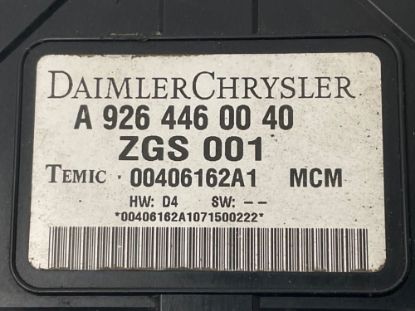 DAIMLERCHRYSLER
A 926 446 00 40
ZGS 001
TEMIC 00406162A1 MCM
HW: D4 SW: --
*00406162A1071500222*